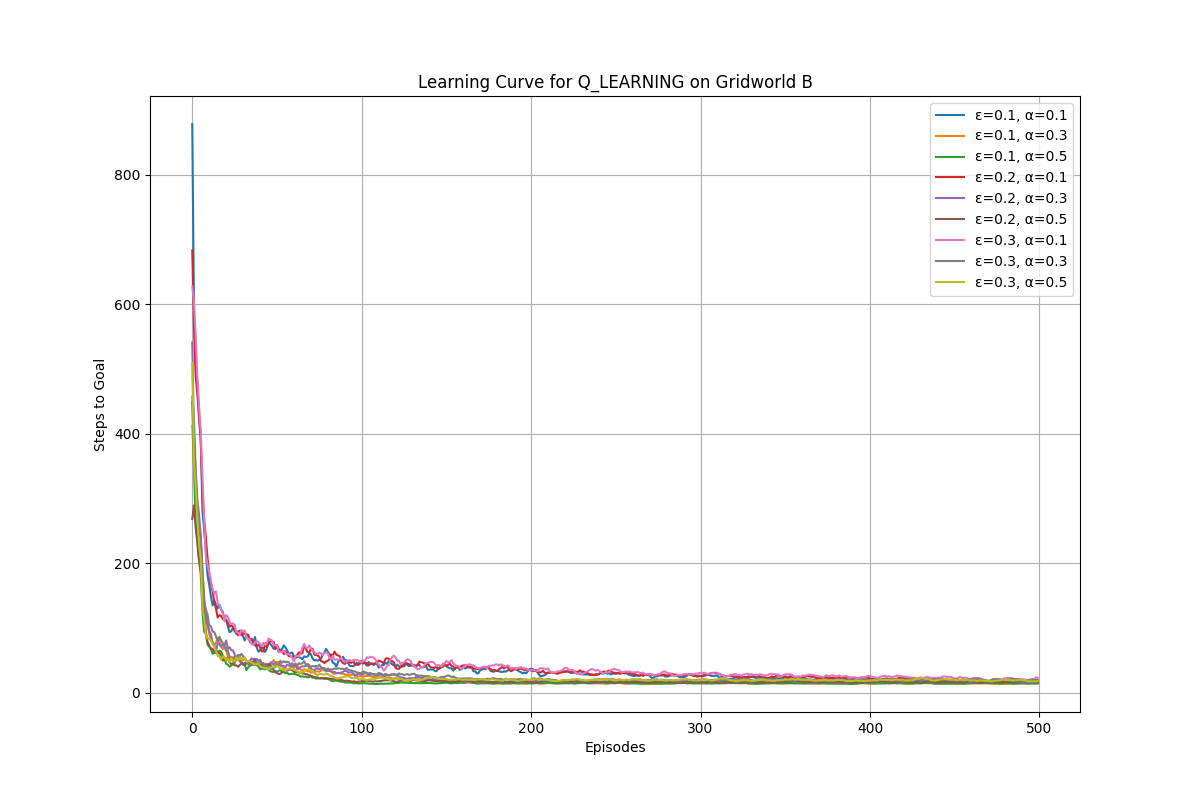 Learning Curve for Q_LEARNING on Gridworld B
ε=0.1, α=0.1
ε=0.1, α=0.3
ε=0.1, α=0.5
ε=0.2, α=0.1
ε=0.2, α=0.3
ε=0.2, α=0.5
ε=0.3, α=0.1
ε=0.3, α=0.3
ε=0.3, α=0.5
Steps to Goal
800
600
400
200
0
0 100 200 300 400 500
Episodes